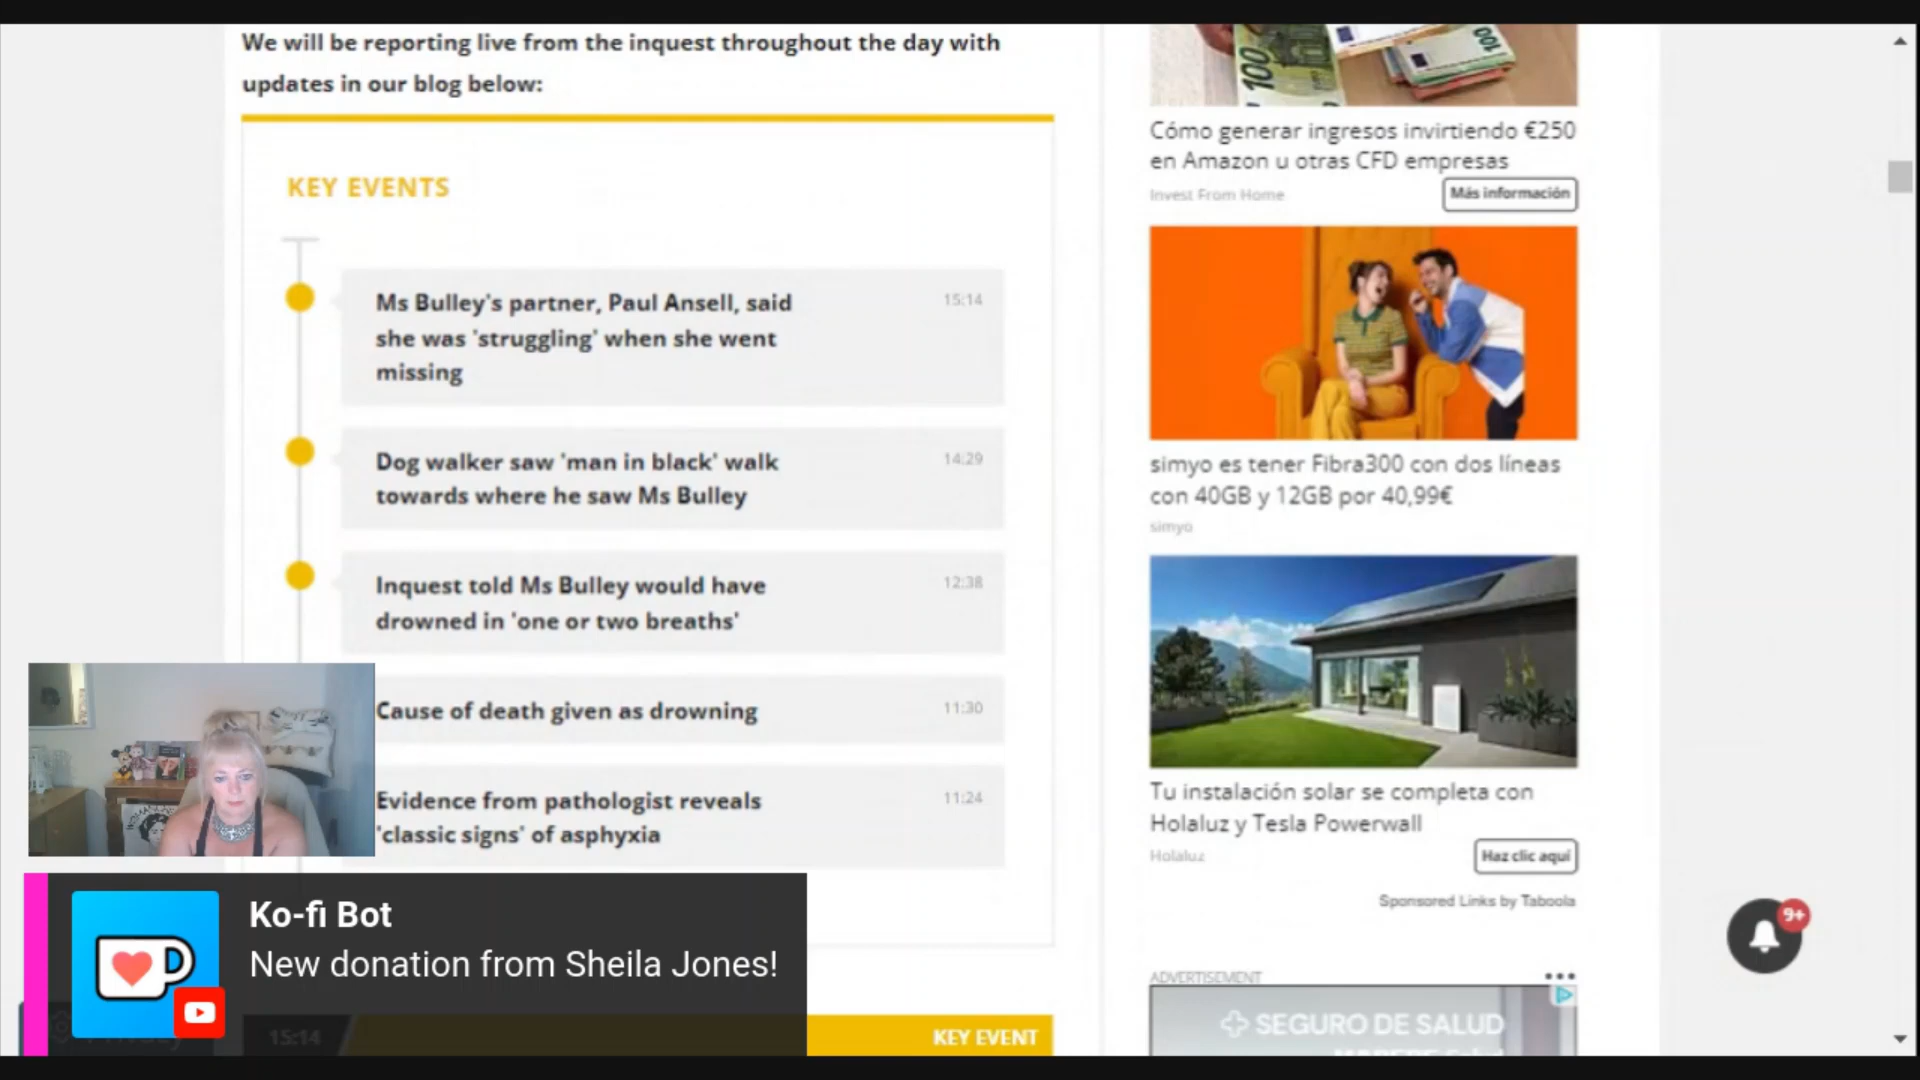 We will be reporting live from the inquest throughout the day with
updates in our blog below:
KEY EVENTS
Ms Bulley's partner, Paul Ansell, said
she was 'struggling' when she went
missing
15:14
Dog walker saw 'man in black' walk
towards where he saw Ms Bulley
14:29
Inquest told Ms Bulley would have
drowned in 'one or two breaths'
12:38
Cause of death given as drowning
11:30
Evidence from pathologist reveals
'classic signs' of asphyxia
11:24
Ko-fi Bot
New donation from Sheila Jones!
15:14
KEY EVENT
100
100
Cómo generar ingresos invirtiendo €250
en Amazon u otras CFD empresas
Invest From Home
Más información
simyo es tener Fibra300 con dos líneas
con 40GB y 12GB por 40,99€
simyo
Tu instalación solar se completa con
Holaluz y Tesla Powerwall
Holaluz
Haz clic aquí
Sponsored Links by Taboola
9+
ADVERTISEMENT
SEGURO DE SALUD